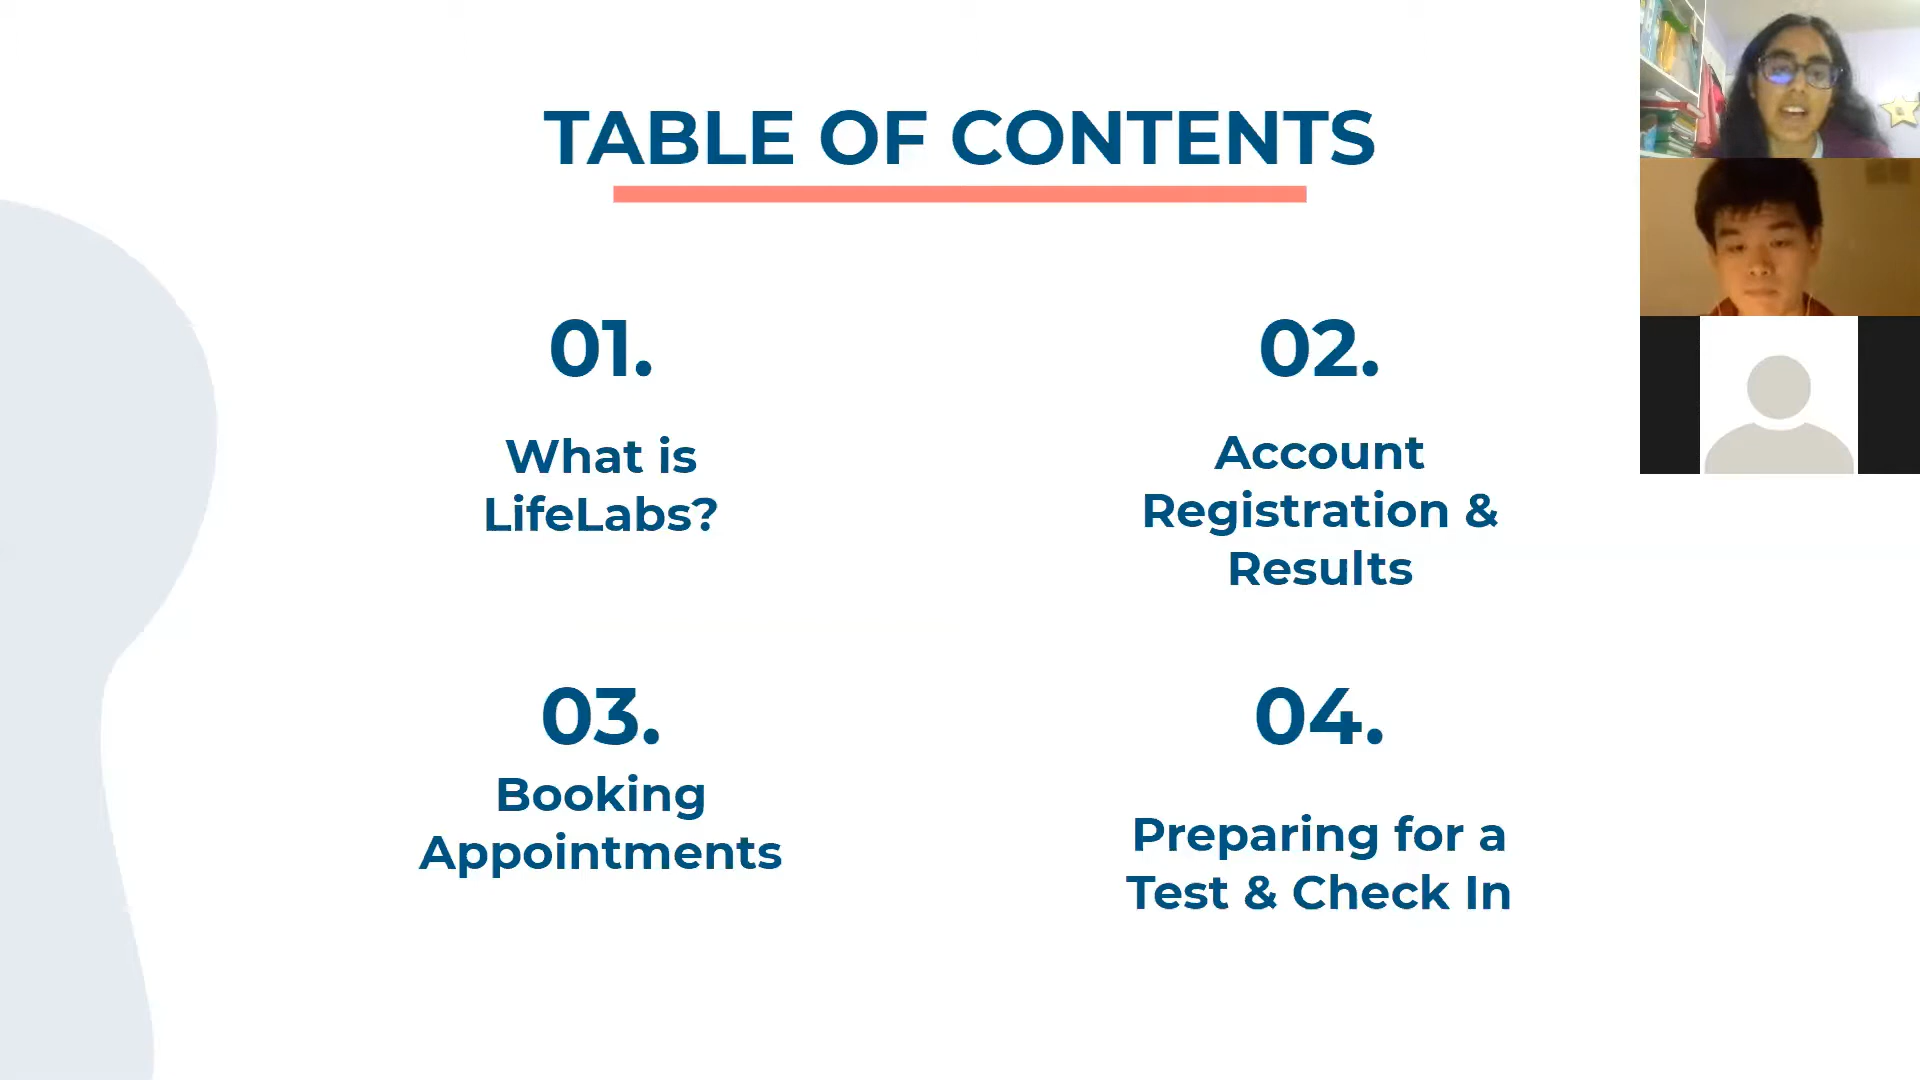 TABLE OF CONTENTS
01.
What is
LifeLabs?
02.
Account
Registration &
Results
03.
Booking
Appointments
04.
Preparing for a
Test & Check In